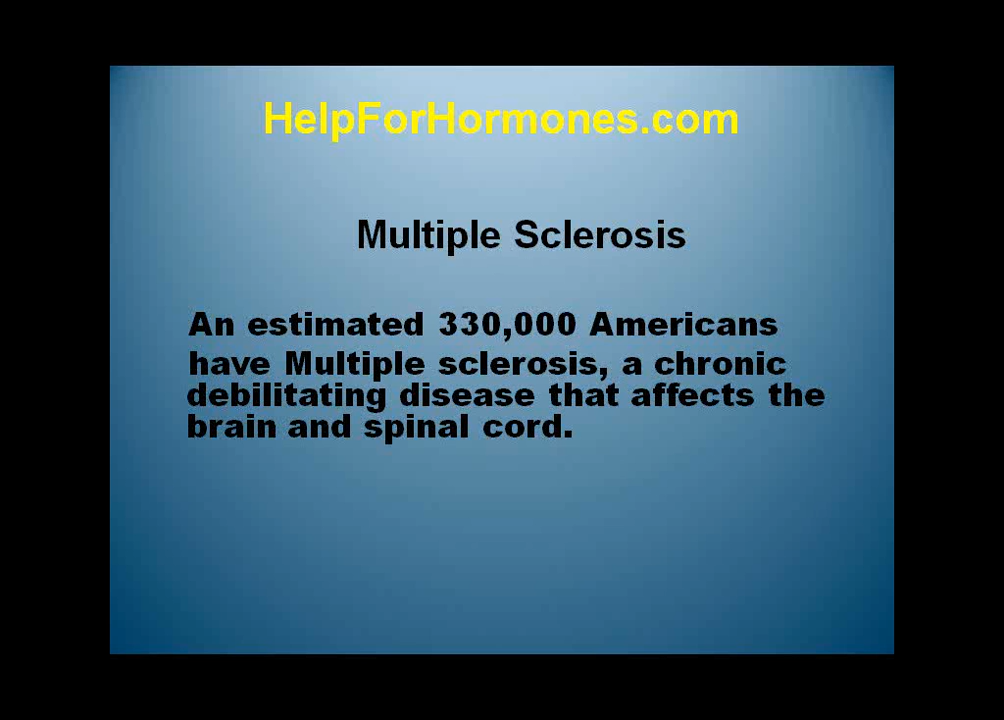 HelpForHormones.com
Multiple Sclerosis
An estimated 330,000 Americans
have Multiple sclerosis, a chronic
debilitating disease that affects the
brain and spinal cord.